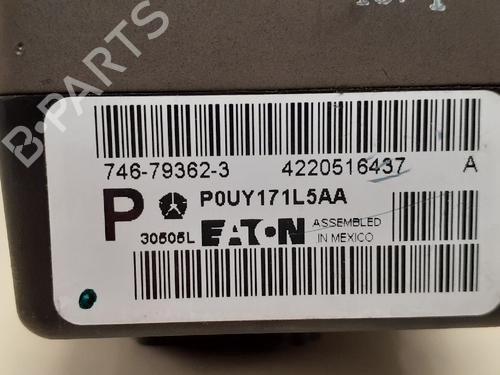 746-79362-3 4220516437 A
P P0UY171L5AA
30505L EATON ASSEMBLED
IN MEXICO
B-PARTS